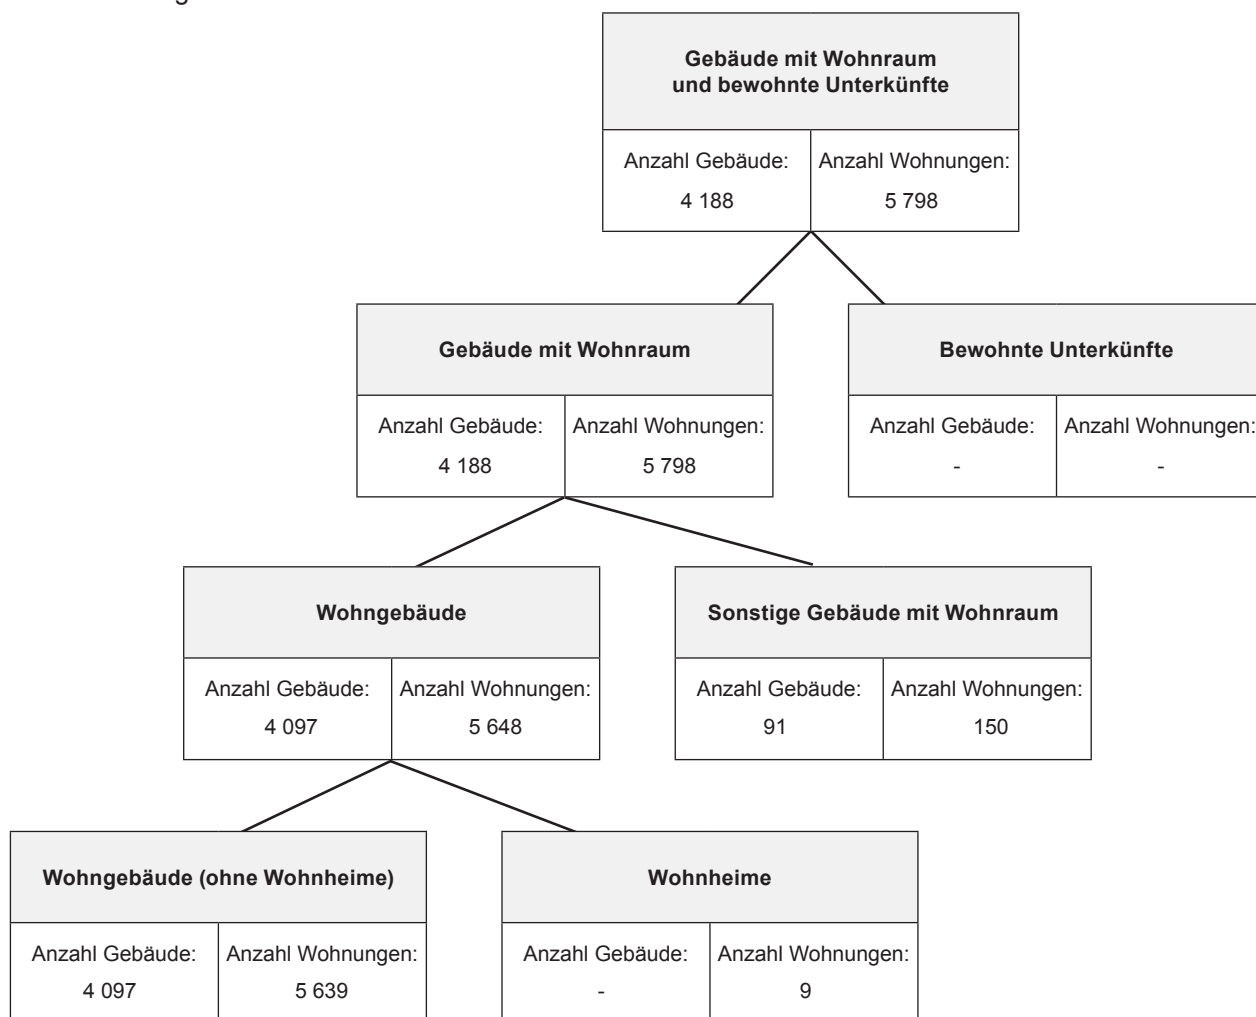 Gebäude mit Wohnraum
und bewohnte Unterkünfte
Anzahl Gebäude: Anzahl Wohnungen:
4 188 5 798
Gebäude mit Wohnraum
Bewohnte Unterkünfte
Anzahl Gebäude: Anzahl Wohnungen:
4 188 5 798
Anzahl Gebäude: Anzahl Wohnungen:
- -
Wohngebäude
Sonstige Gebäude mit Wohnraum
Anzahl Gebäude: Anzahl Wohnungen:
4 097 5 648
Anzahl Gebäude: Anzahl Wohnungen:
91 150
Wohngebäude (ohne Wohnheime)
Wohnheime
Anzahl Gebäude: Anzahl Wohnungen:
4 097 5 639
Anzahl Gebäude: Anzahl Wohnungen:
- 9